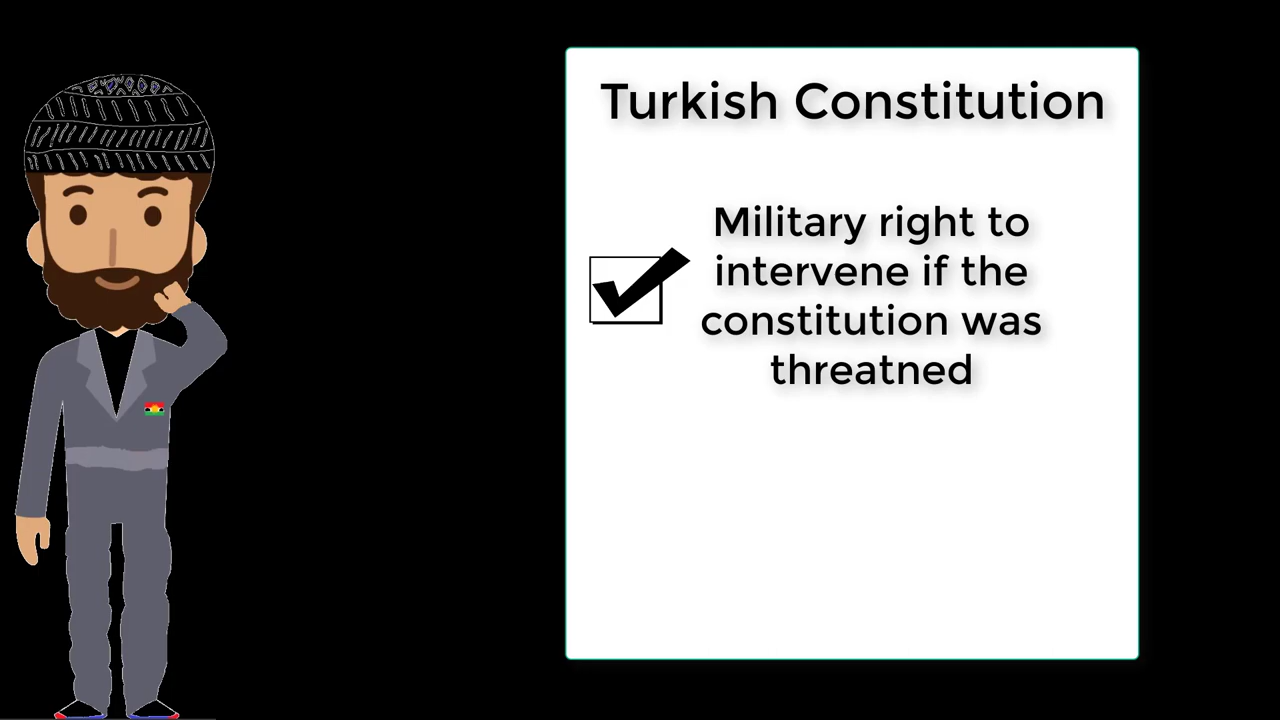 Turkish Constitution
Military right to
intervene if the
constitution was
threatned